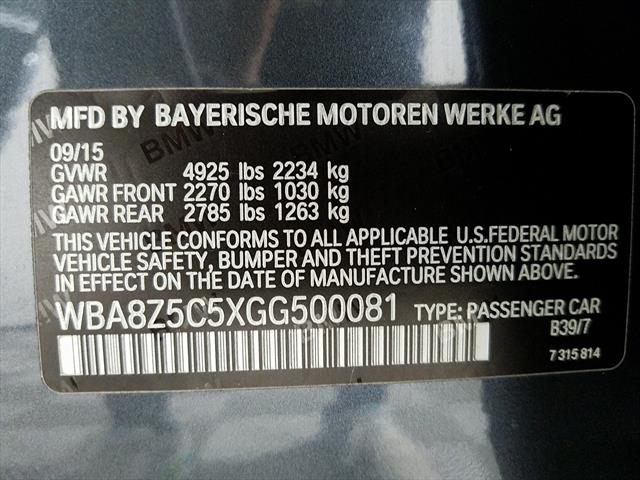 MFD BY BAYERISCHE MOTOREN WERKE AG
09/15
GVWR 4925 lbs 2234 kg
GAWR FRONT 2270 lbs 1030 kg
GAWR REAR 2785 lbs 1263 kg
THIS VEHICLE CONFORMS TO ALL APPLICABLE U.S.FEDERAL MOTOR
VEHICLE SAFETY, BUMPER AND THEFT PREVENTION STANDARDS
IN EFFECT ON THE DATE OF MANUFACTURE SHOWN ABOVE.
WBA8Z5C5XGG500081 TYPE: PASSENGER CAR
B39/7
7 315 814
BMW
BMW